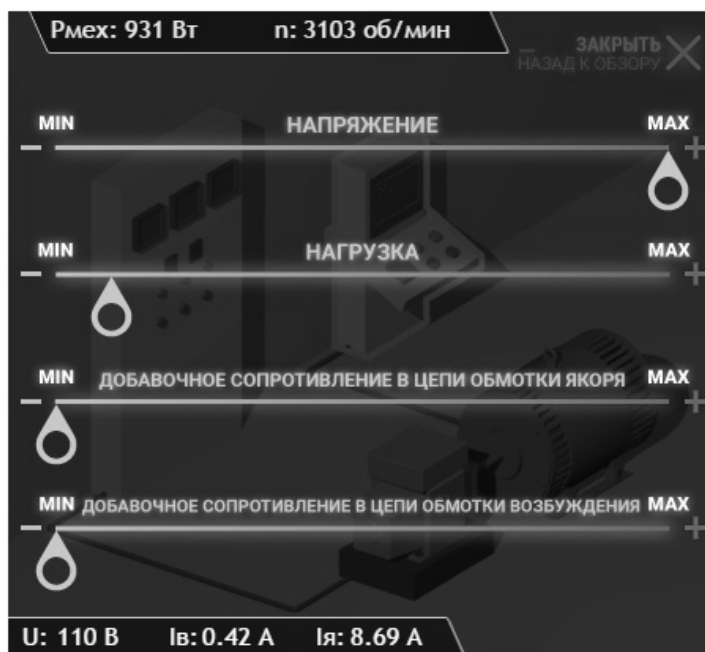 Pмех: 931 Вт n: 3103 об/мин
ЗАКРЫТЬ
НАЗАД К ОБЗОРУ
MIN НАПРЯЖЕНИЕ MAX
MIN НАГРУЗКА MAX
MIN ДОБАВОЧНОЕ СОПРОТИВЛЕНИЕ В ЦЕПИ ОБМОТКИ ЯКОРЯ MAX
MIN ДОБАВОЧНОЕ СОПРОТИВЛЕНИЕ В ЦЕПИ ОБМОТКИ ВОЗБУЖДЕНИЯ MAX
U: 110 В Iв: 0.42 А Iя: 8.69 А